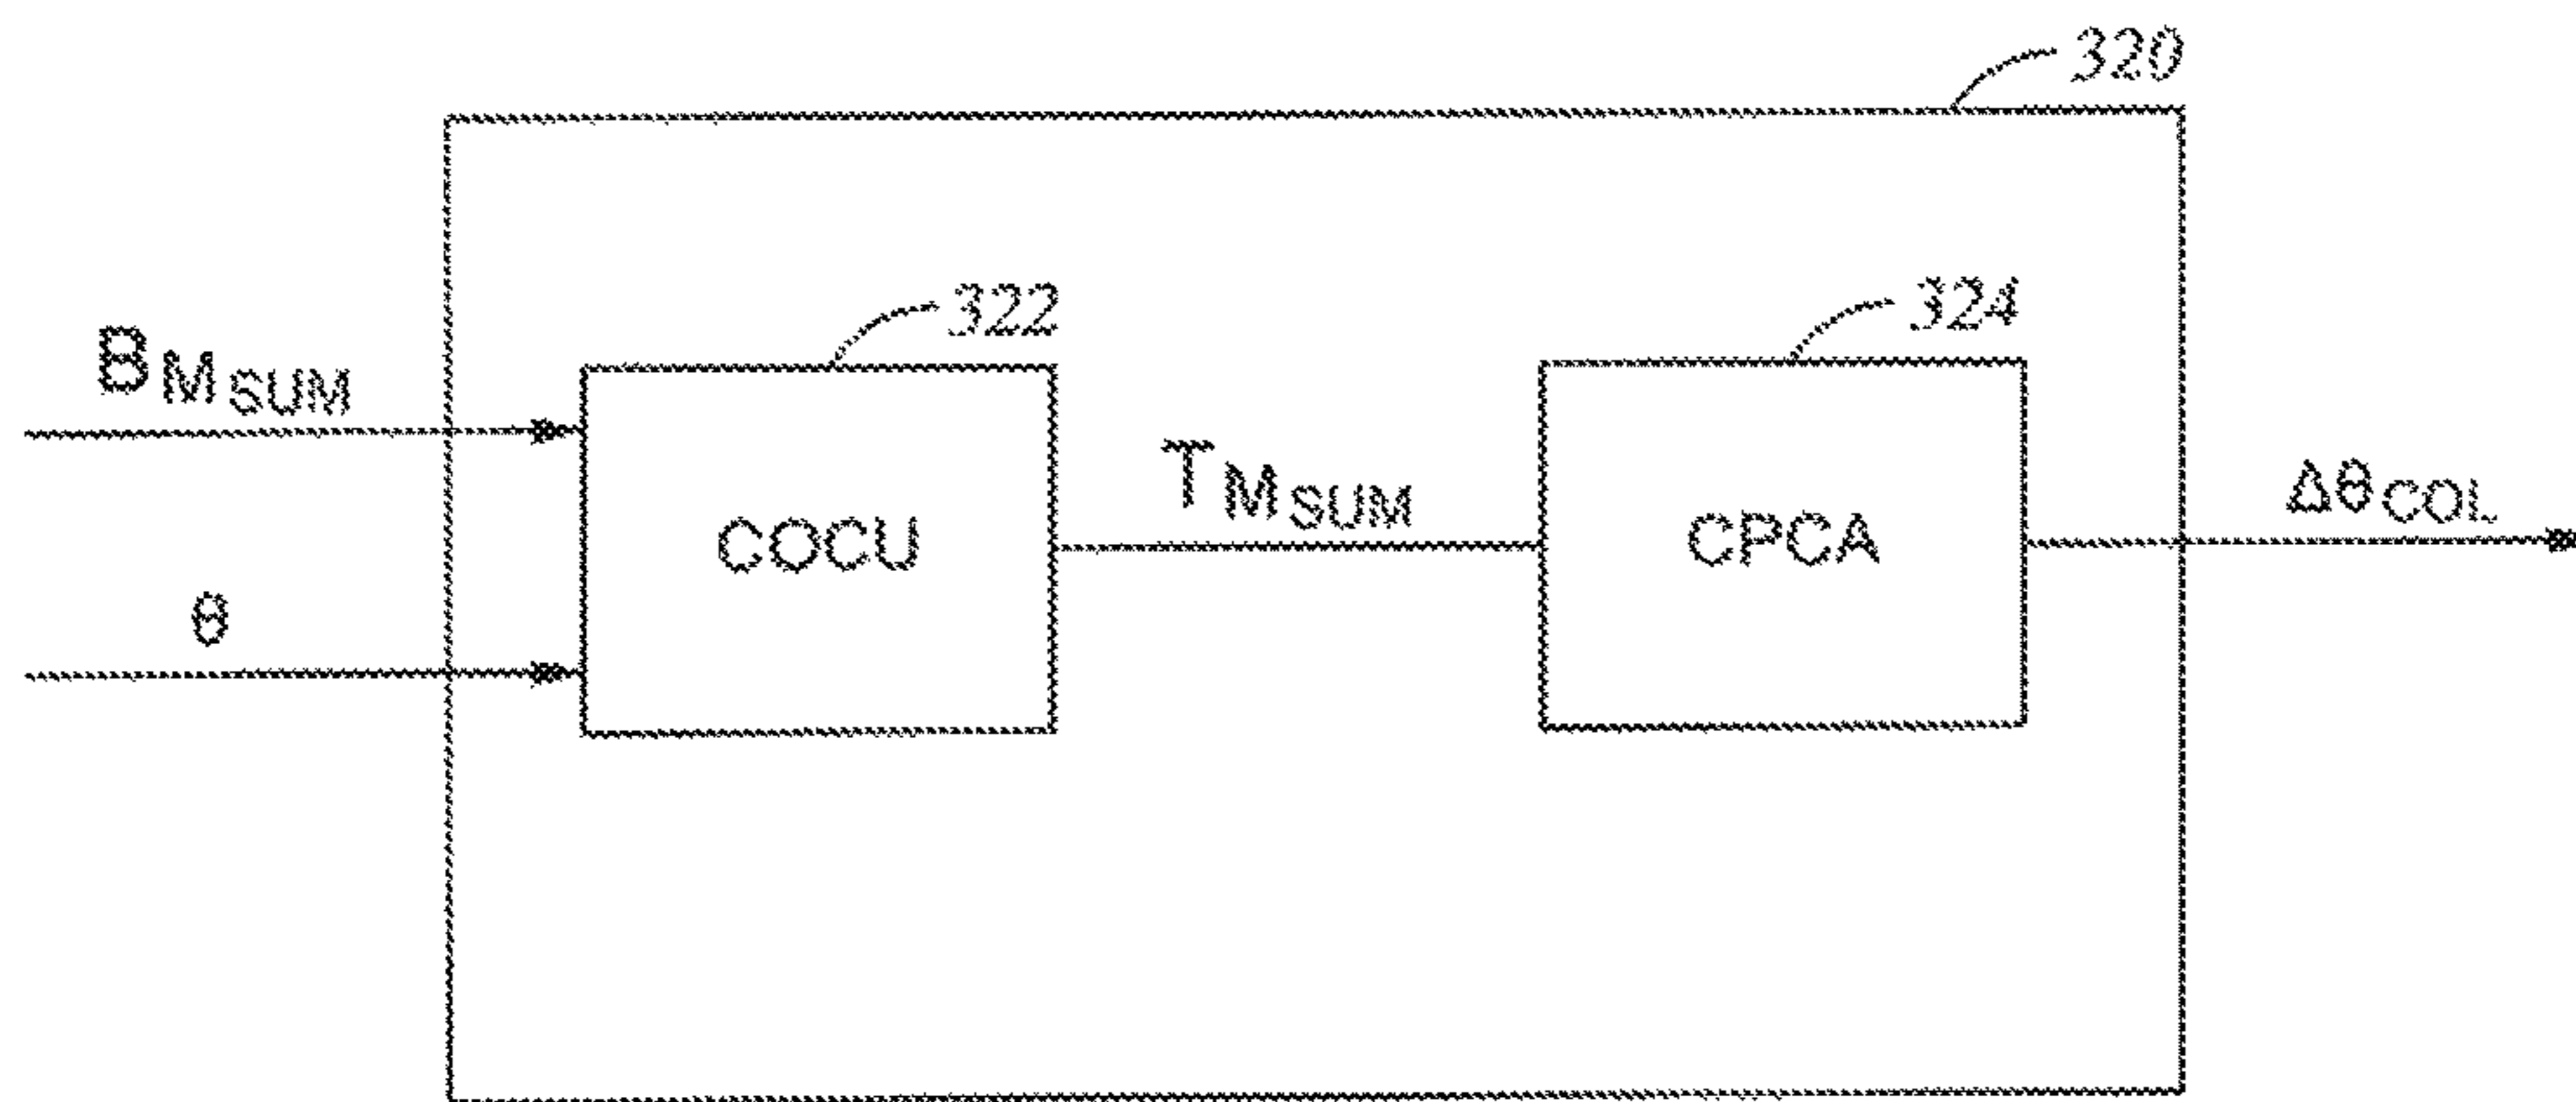 320
322
324
BMSUM
TMSUM
ΔθCOL
COCU
CPCA
θ